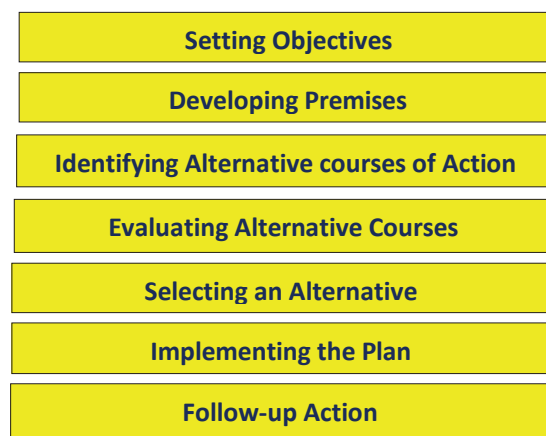 Setting Objectives
Developing Premises
Identifying Alternative courses of Action
Evaluating Alternative Courses
Selecting an Alternative
Implementing the Plan
Follow-up Action